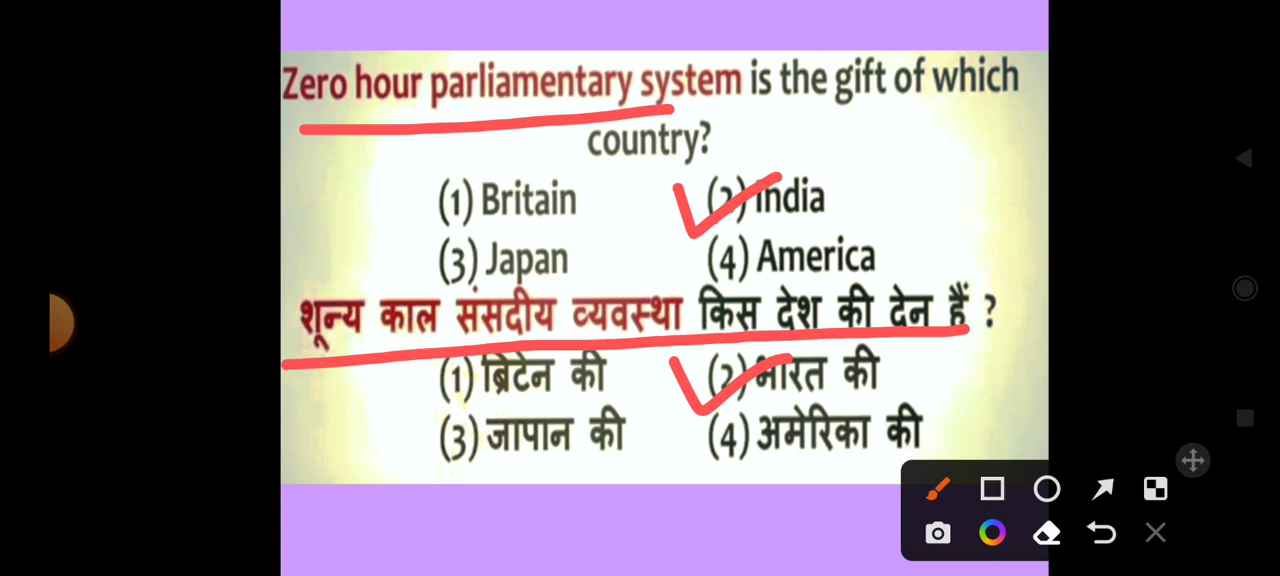 Zero hour parliamentary system is the gift of which
country?
(1) Britain (2) India
(3) Japan (4) America
शून्य काल संसदीय व्यवस्था किस देश की देन हैं ?
(1) ब्रिटेन की (2) भारत की
(3) जापान की (4) अमेरिका की